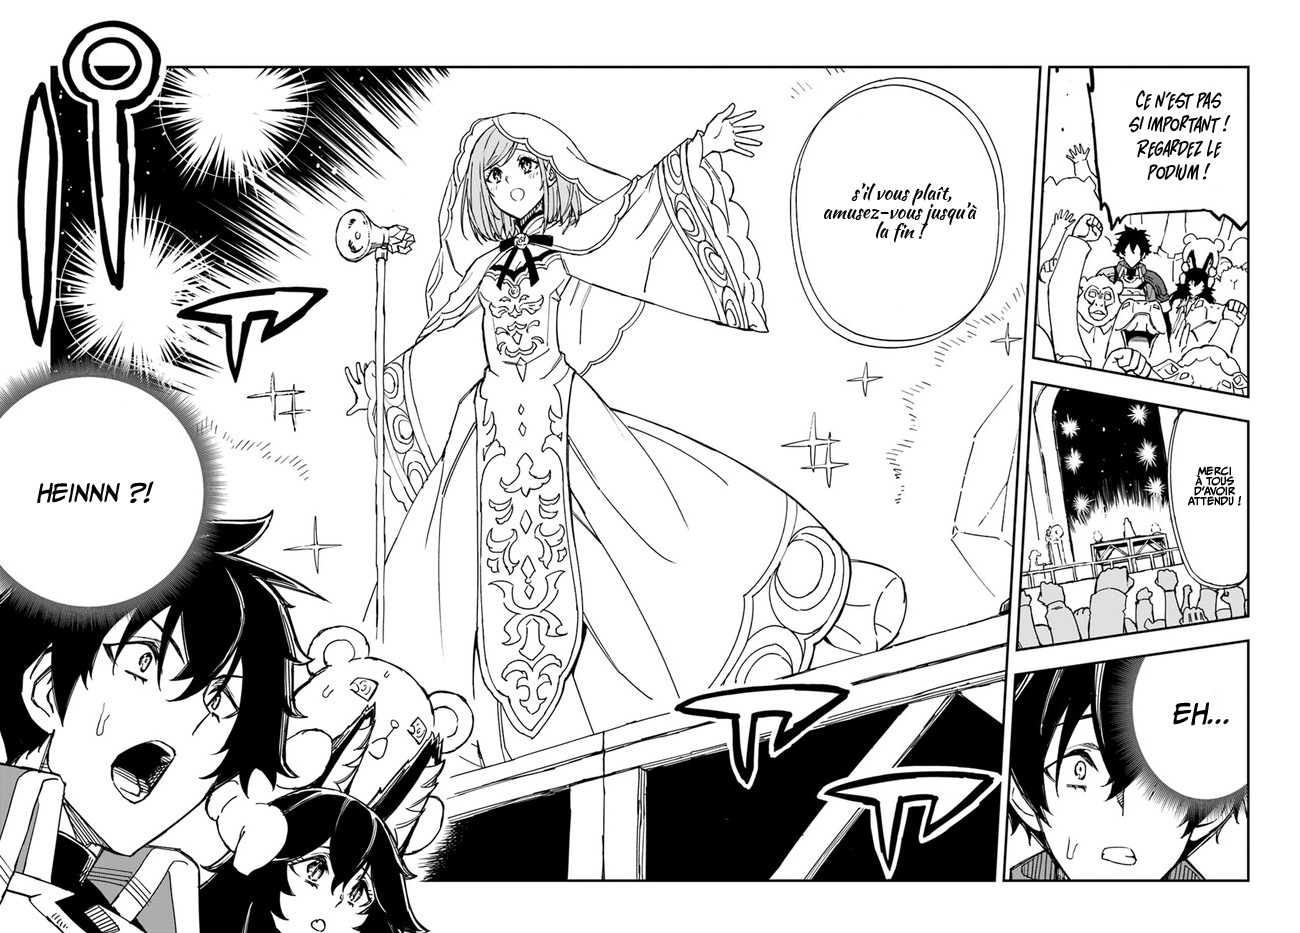 CE N'EST PAS
SI IMPORTANT !
REGARDEZ LE
PODIUM !
MERCI
À TOUS
D'AVOIR
ATTENDU !
EH...
s'il vous plaît,
amusez-vous jusqu'à
la fin !
HEINNN ?!